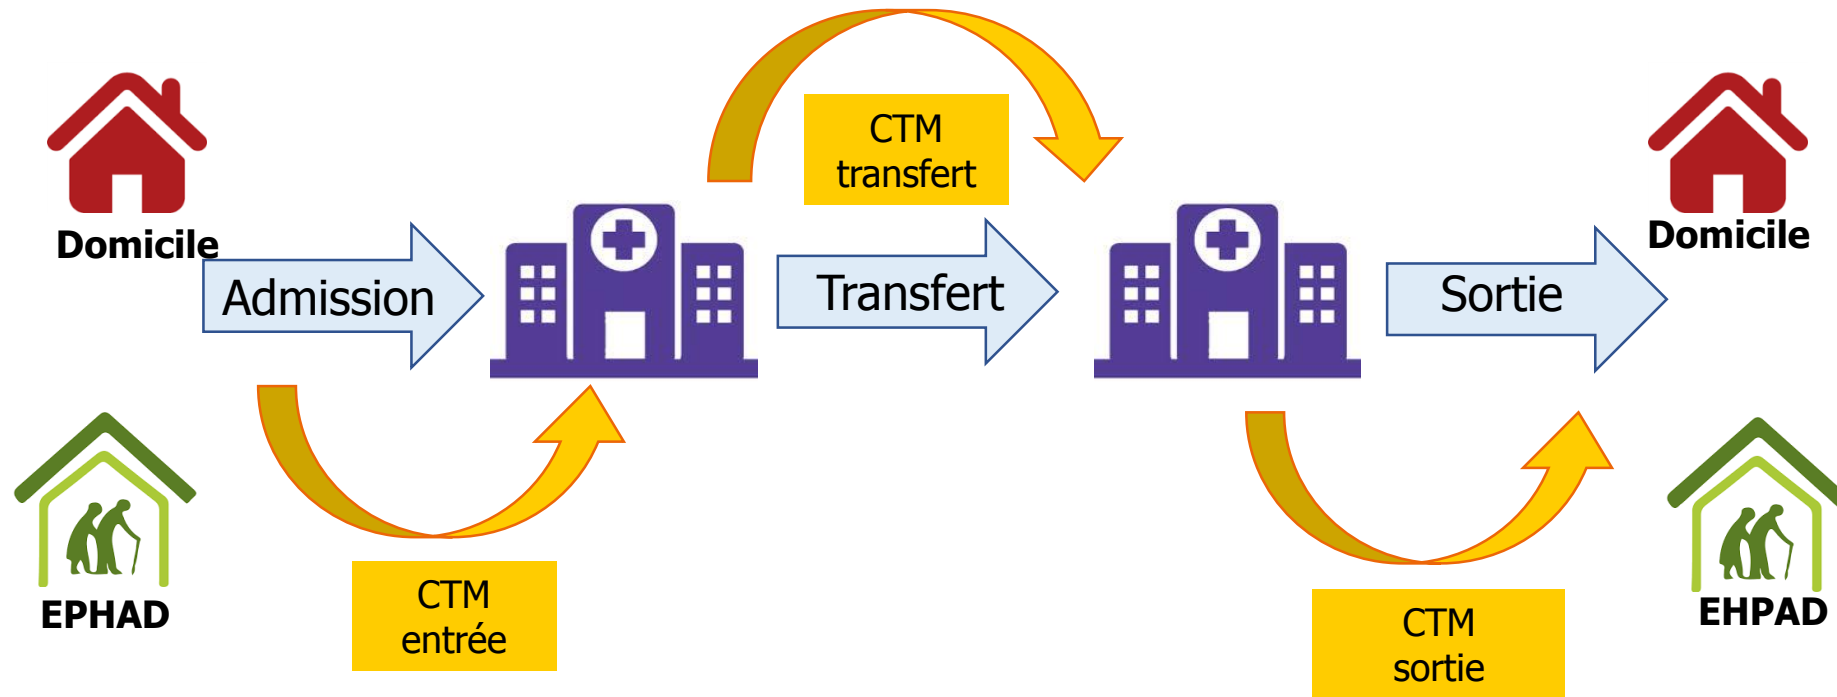 CTM
transfert
Domicile
Admission
Transfert
Sortie
Domicile
EPHAD
CTM
entrée
CTM
sortie
EHPAD